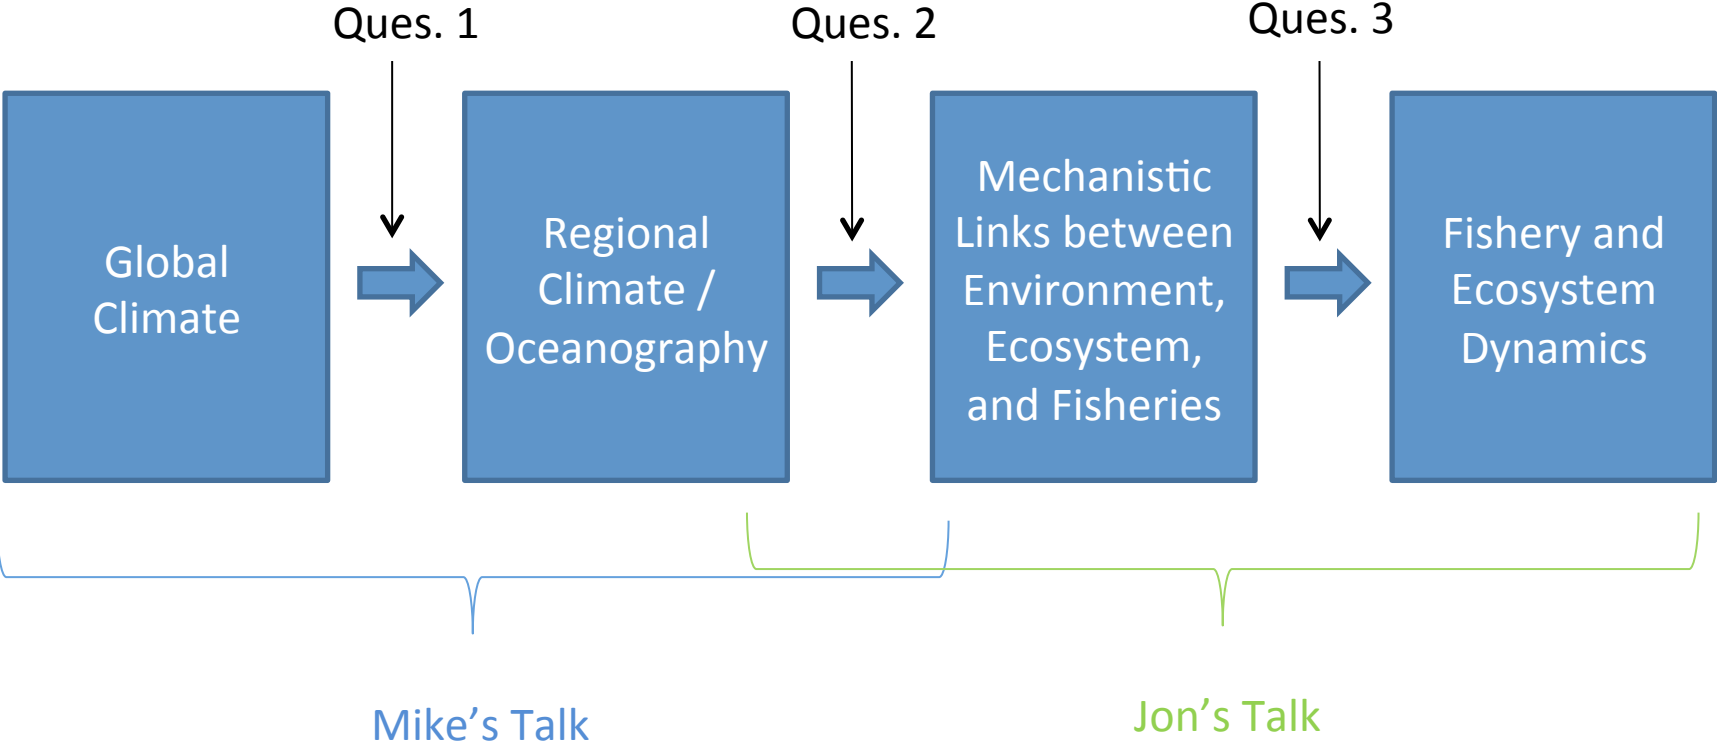 Ques. 1
Ques. 2
Ques. 3
Global
Climate
Regional
Climate /
Oceanography
Mechanistic
Links between
Environment,
Ecosystem,
and Fisheries
Fishery and
Ecosystem
Dynamics
Mike’s Talk
Jon’s Talk